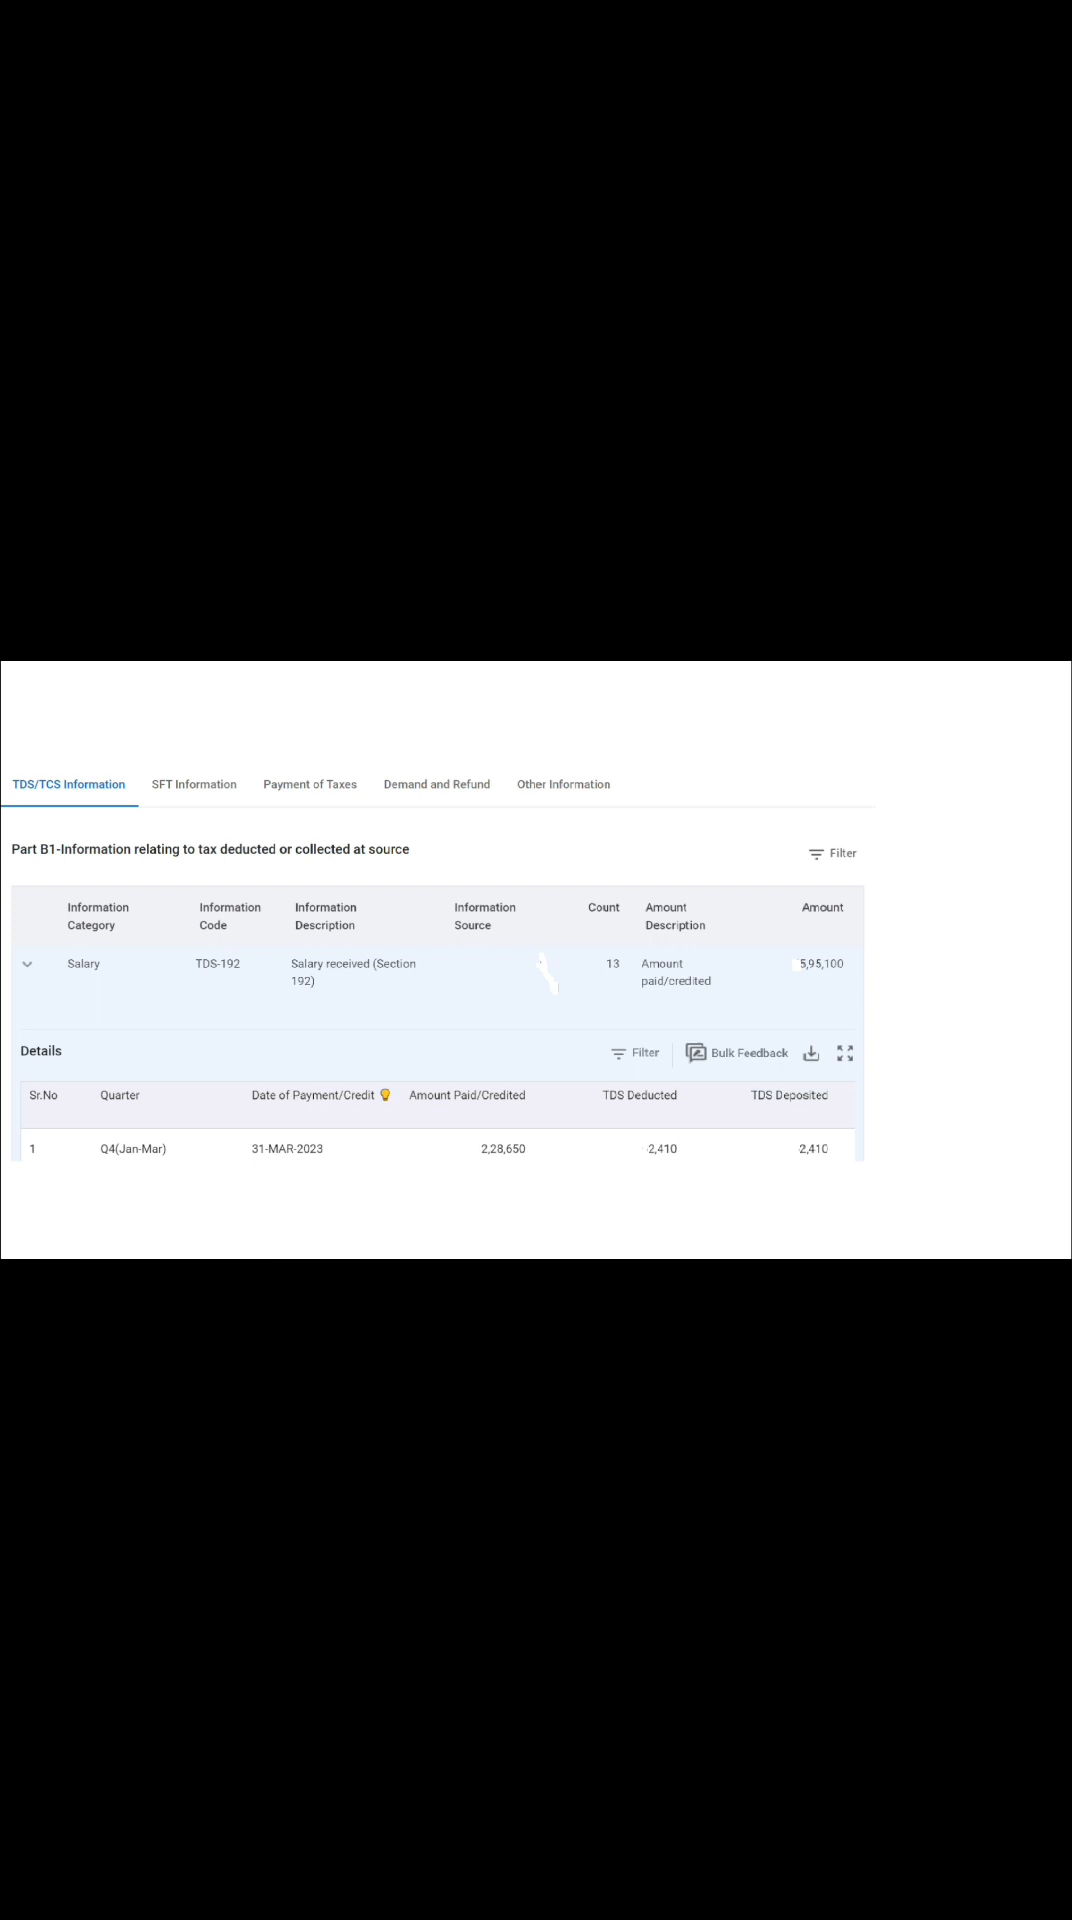 TDS/TCS Information SFT Information Payment of Taxes Demand and Refund Other Information
Part B1-Information relating to tax deducted or collected at source Filter
Information Category Information Code Information Description Information Source Count Amount Description Amount
Salary TDS-192 Salary received (Section 192) 13 Amount paid/credited 5,95,100
Details Filter Bulk Feedback
Sr.No Quarter Date of Payment/Credit Amount Paid/Credited TDS Deducted TDS Deposited
1 Q4(Jan-Mar) 31-MAR-2023 2,28,650 2,410 2,410